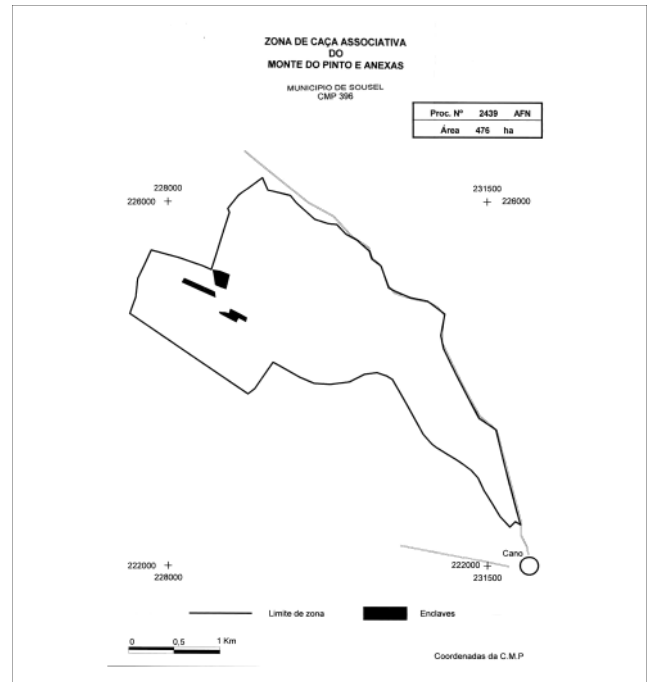 ZONA DE CAÇA ASSOCIATIVA
DO
MONTE DO PINTO E ANEXAS
MUNICIPIO DE SOUSEL
CMP 396
Proc. Nº 2439 AFN
Área 476 ha
228000
226000
231500
226000
Cano
222000
228000
222000
231500
Limite de zona
Enclaves
0 0,5 1 Km
Coordenadas da C.M.P